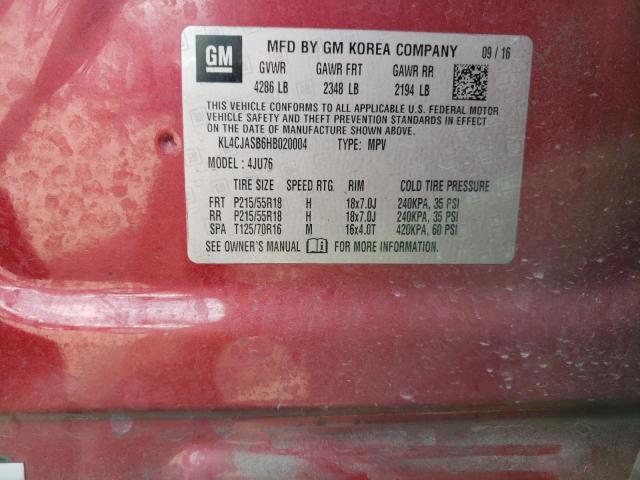 GM
MFD BY GM KOREA COMPANY 09/16
GVWR GAWR FRT GAWR RR
4286 LB 2348 LB 2194 LB
THIS VEHICLE CONFORMS TO ALL APPLICABLE U.S. FEDERAL MOTOR
VEHICLE SAFETY AND THEFT PREVENTION STANDARDS IN EFFECT ON
THE DATE OF MANUFACTURE SHOWN ABOVE.
KL4CJASB6HB020004 TYPE: MPV
MODEL: 4JU76
TIRE SIZE SPEED RTG RIM COLD TIRE PRESSURE
FRT P215/55R18 H 18x7.0J 240KPA, 35 PSI
RR P215/55R18 H 18x7.0J 240KPA, 35 PSI
SPA T125/70R16 M 16x4.0T 420KPA, 60 PSI
SEE OWNER'S MANUAL FOR MORE INFORMATION.